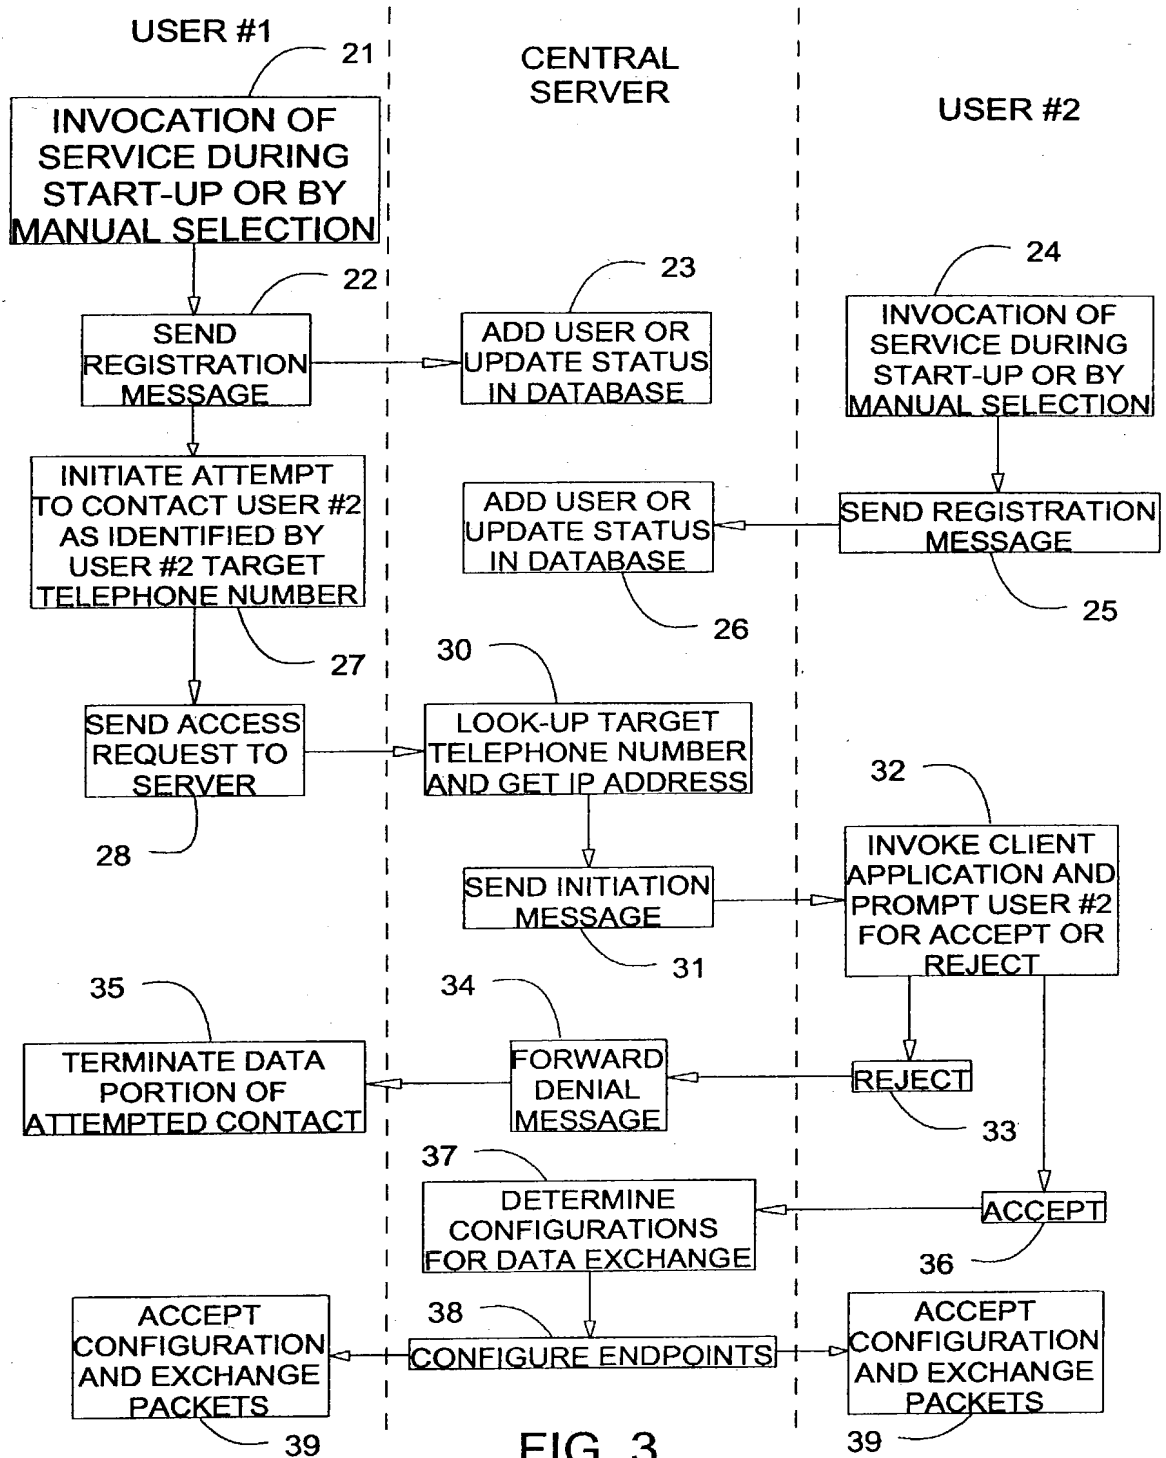 USER #1
21
CENTRAL
SERVER
USER #2
INVOCATION OF
SERVICE DURING
START-UP OR BY
MANUAL SELECTION
22
23
24
SEND
REGISTRATION
MESSAGE
ADD USER OR
UPDATE STATUS
IN DATABASE
INVOCATION OF
SERVICE DURING
START-UP OR BY
MANUAL SELECTION
INITIATE ATTEMPT
TO CONTACT USER #2
AS IDENTIFIED BY
USER #2 TARGET
TELEPHONE NUMBER
ADD USER OR
UPDATE STATUS
IN DATABASE
SEND REGISTRATION
MESSAGE
25
26
27
30
SEND ACCESS
REQUEST TO
SERVER
LOOK-UP TARGET
TELEPHONE NUMBER
AND GET IP ADDRESS
28
32
SEND INITIATION
MESSAGE
INVOKE CLIENT
APPLICATION AND
PROMPT USER #2
FOR ACCEPT OR
REJECT
31
35
34
TERMINATE DATA
PORTION OF
ATTEMPTED CONTACT
FORWARD
DENIAL
MESSAGE
REJECT
33
37
DETERMINE
CONFIGURATIONS
FOR DATA EXCHANGE
ACCEPT
36
38
ACCEPT
CONFIGURATION
AND EXCHANGE
PACKETS
CONFIGURE ENDPOINTS
ACCEPT
CONFIGURATION
AND EXCHANGE
PACKETS
39
39
FIG. 3